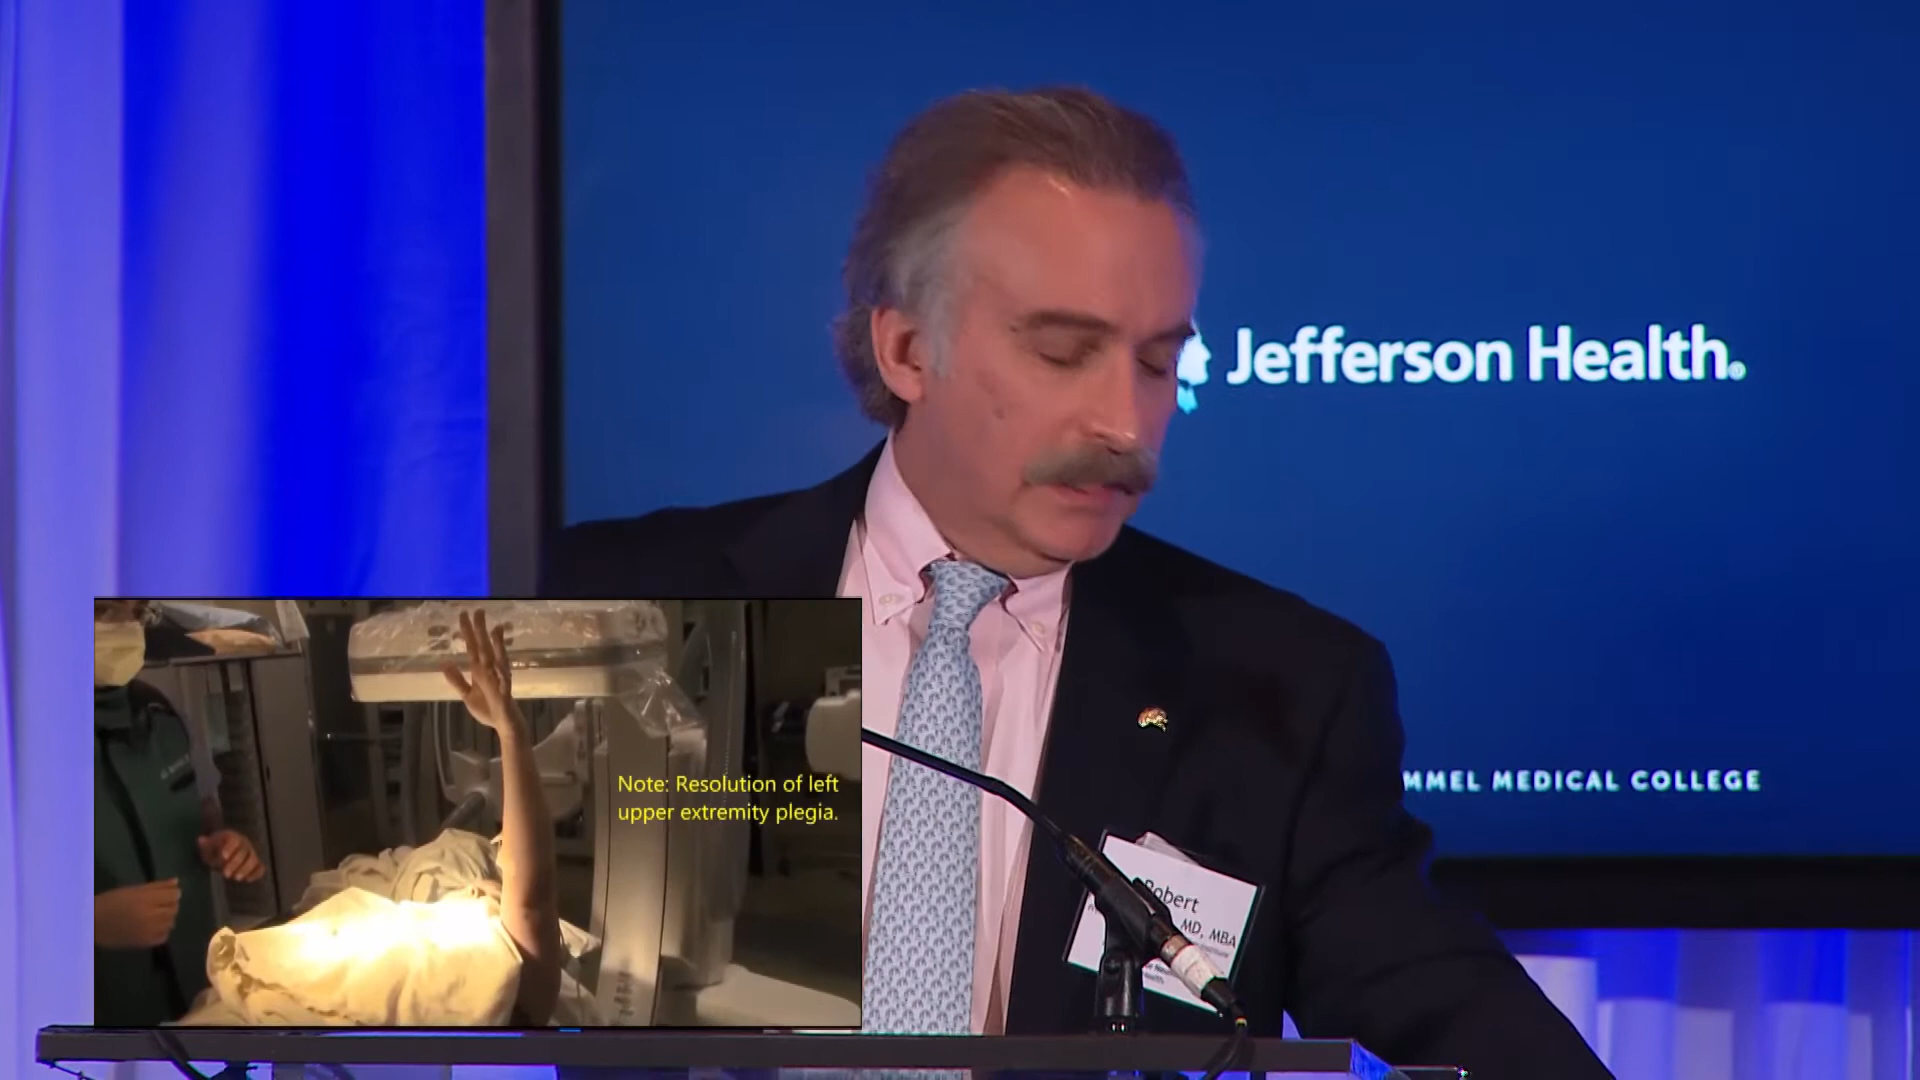 Jefferson Health®
MMEL MEDICAL COLLEGE
Note: Resolution of left
upper extremity plegia.
Robert
MD, MBA